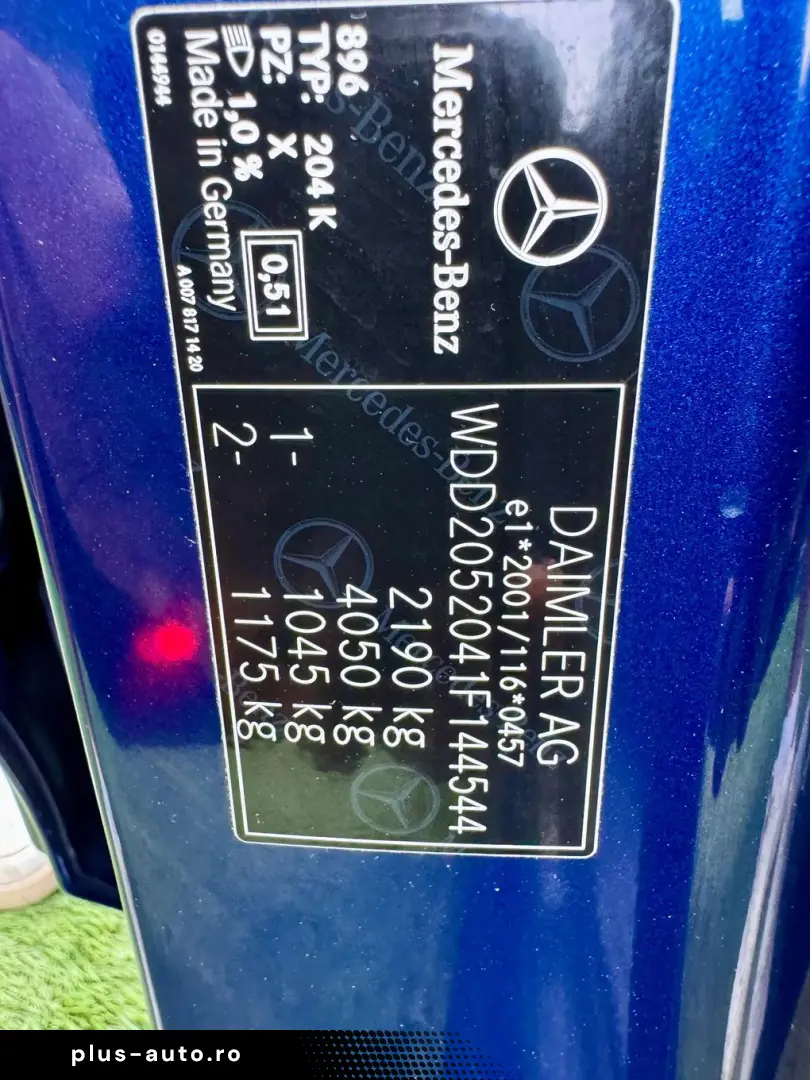 Mercedes-Benz
896
TYP: 204 K
PZ: X
1,0 %
0,51
Made in Germany
0144944
A 007 817 14 20
DAIMLER AG
e1*2001/116*0457
WDD2052041F144544
2190 kg
4050 kg
1- 1045 kg
2- 1175 kg
plus-auto.ro